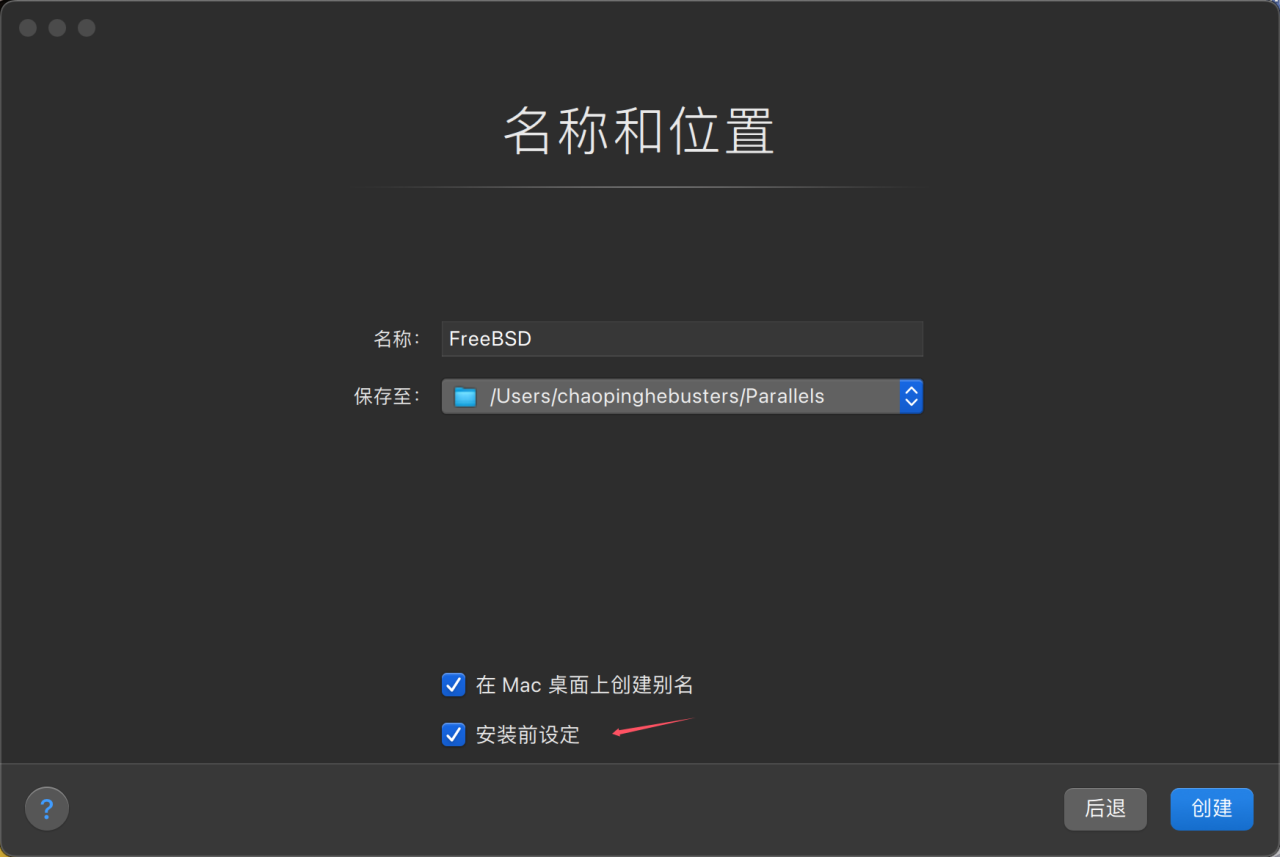 名称和位置
名称：
FreeBSD
保存至：
/Users/chaopinghebusters/Parallels
在 Mac 桌面上创建别名
安装前设定
?
后退
创建